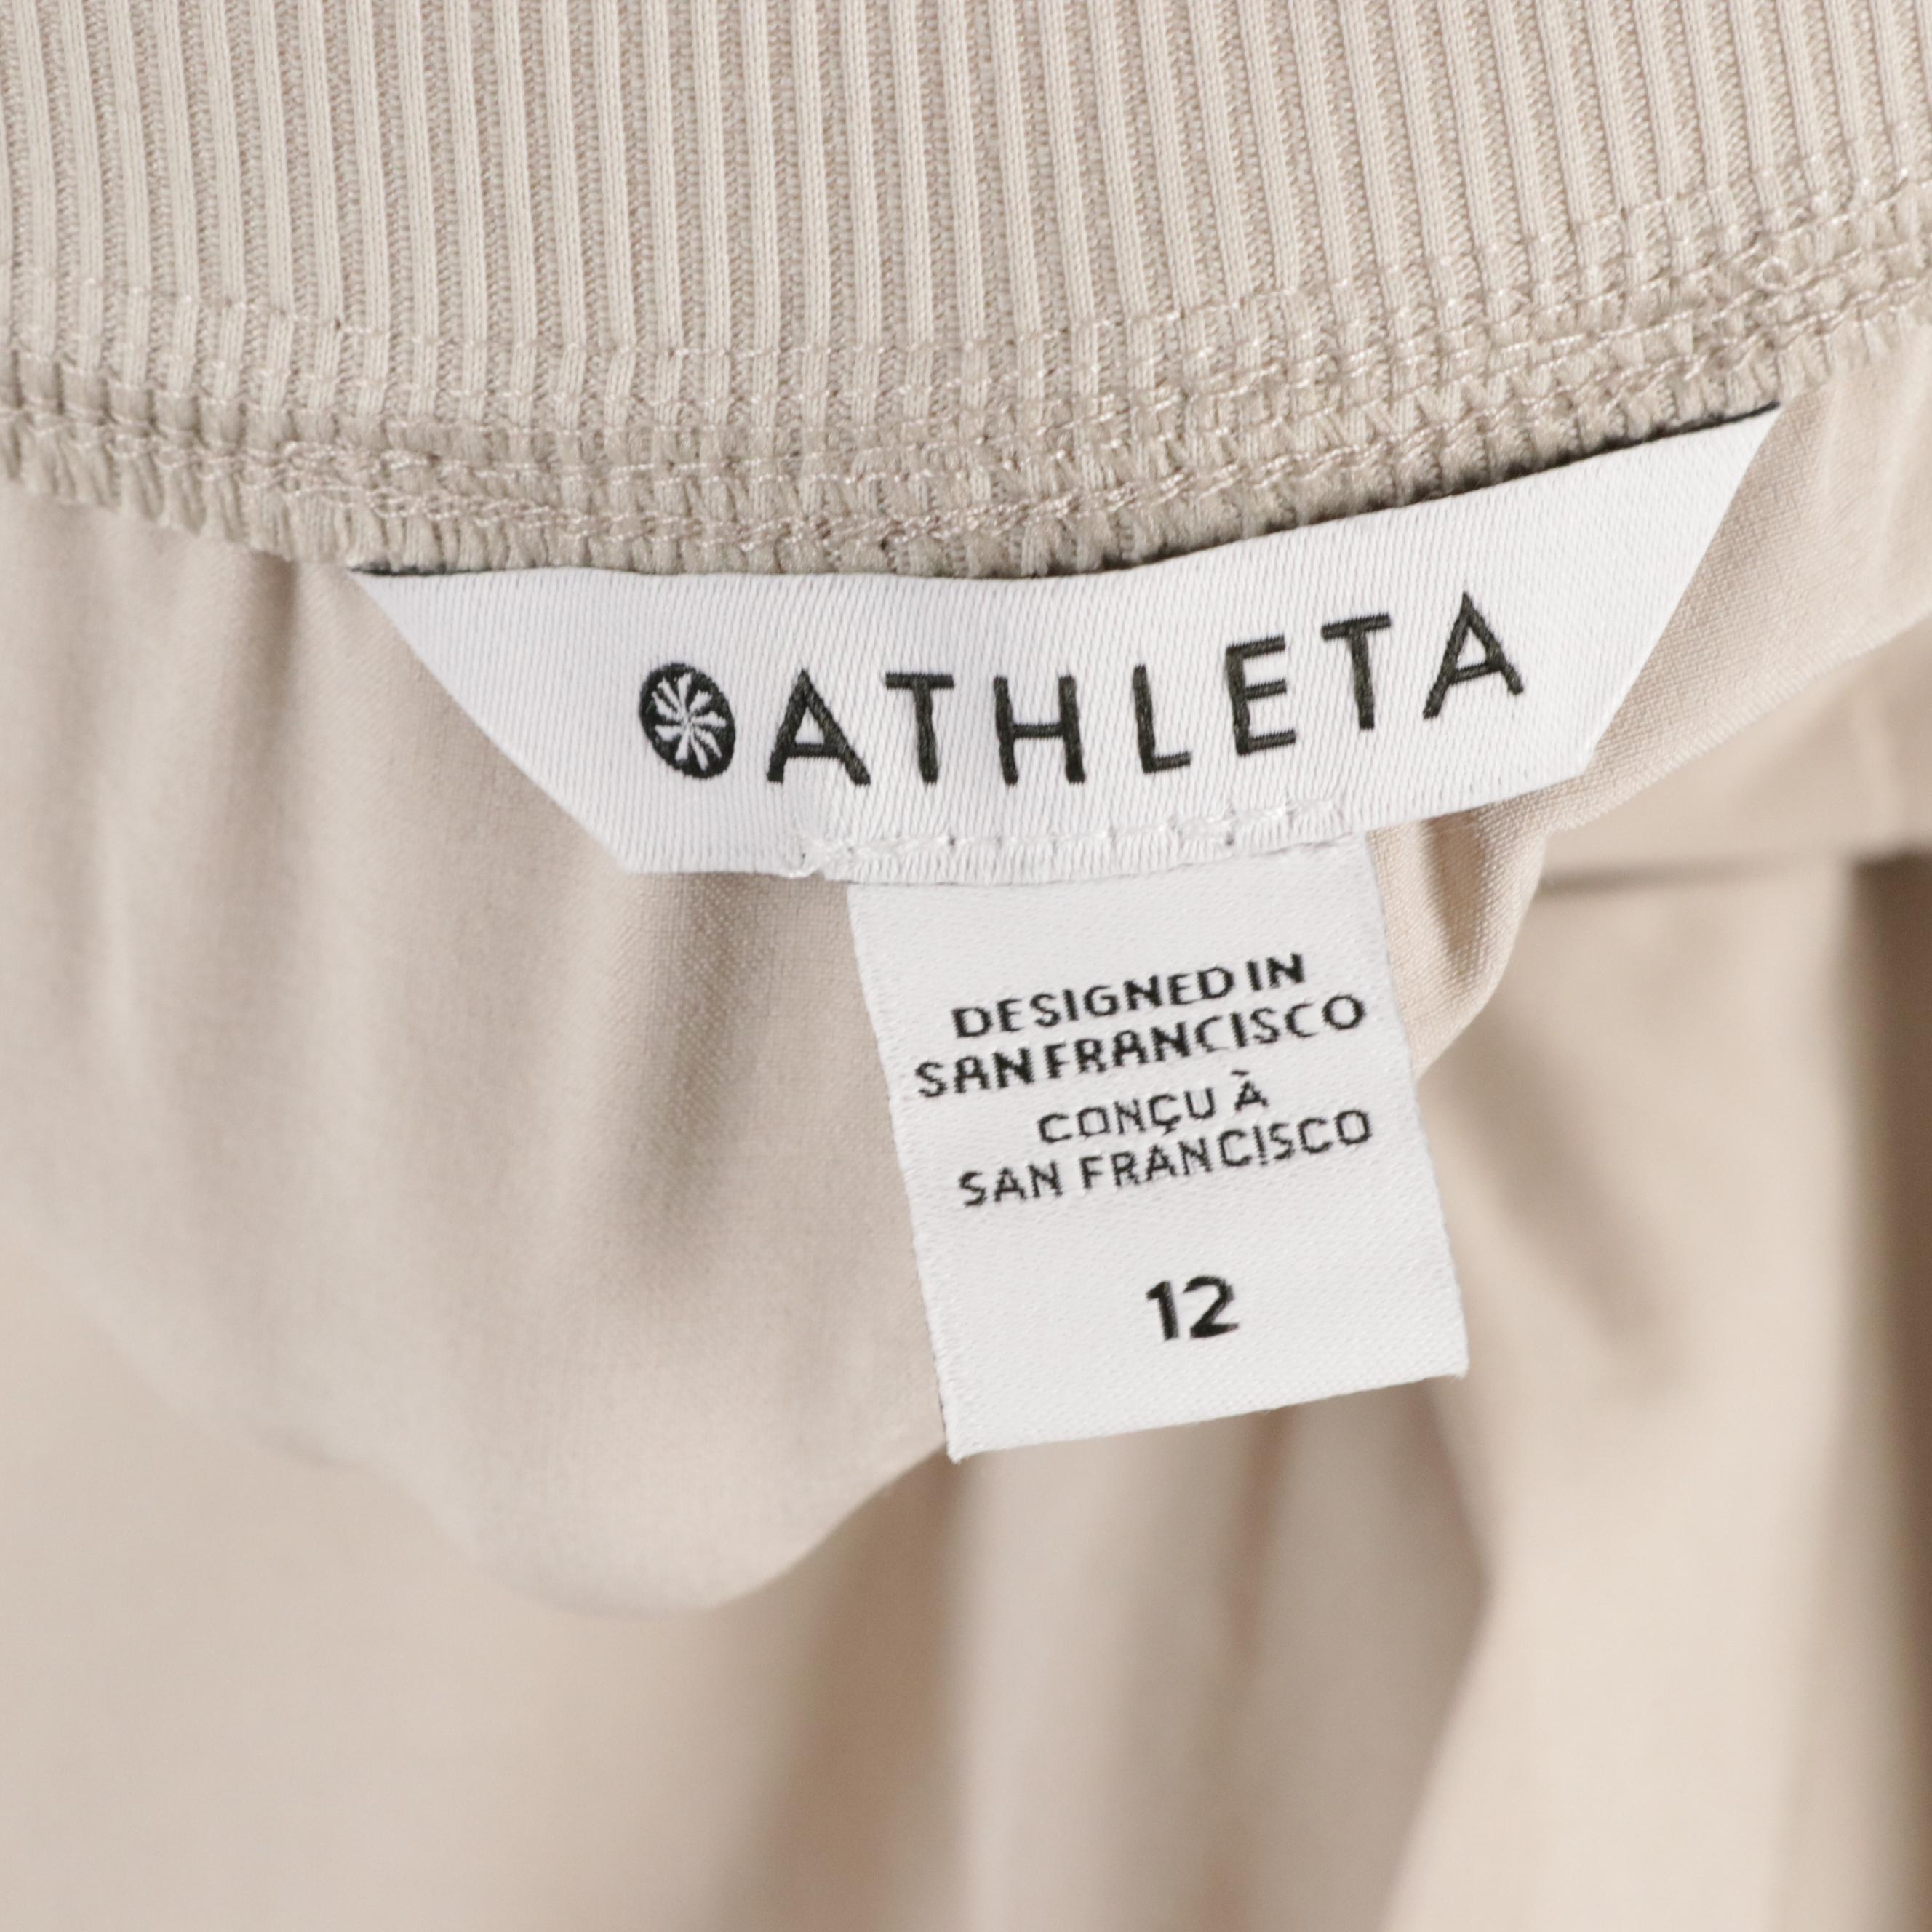 ATHLETA
DESIGNED IN
SAN FRANCISCO
CONÇU À
SAN FRANCISCO
12